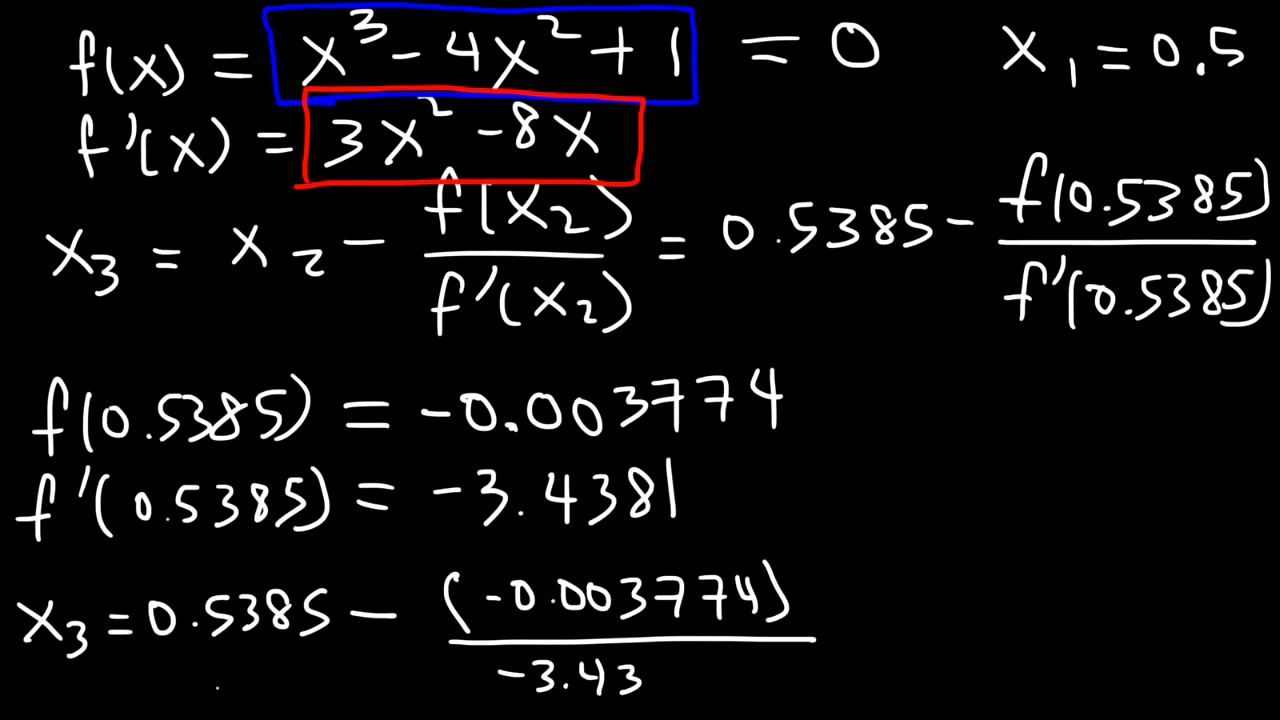 f(x) = x³ - 4x² + 1 = 0 x₁ = 0.5
f'(x) = 3x² - 8x
x₃ = x₂ - f(x₂) / f'(x₂) = 0.5385 - f(0.5385) / f'(0.5385)
f(0.5385) = -0.003774
f'(0.5385) = -3.4381
x₃ = 0.5385 - (-0.003774) / -3.43